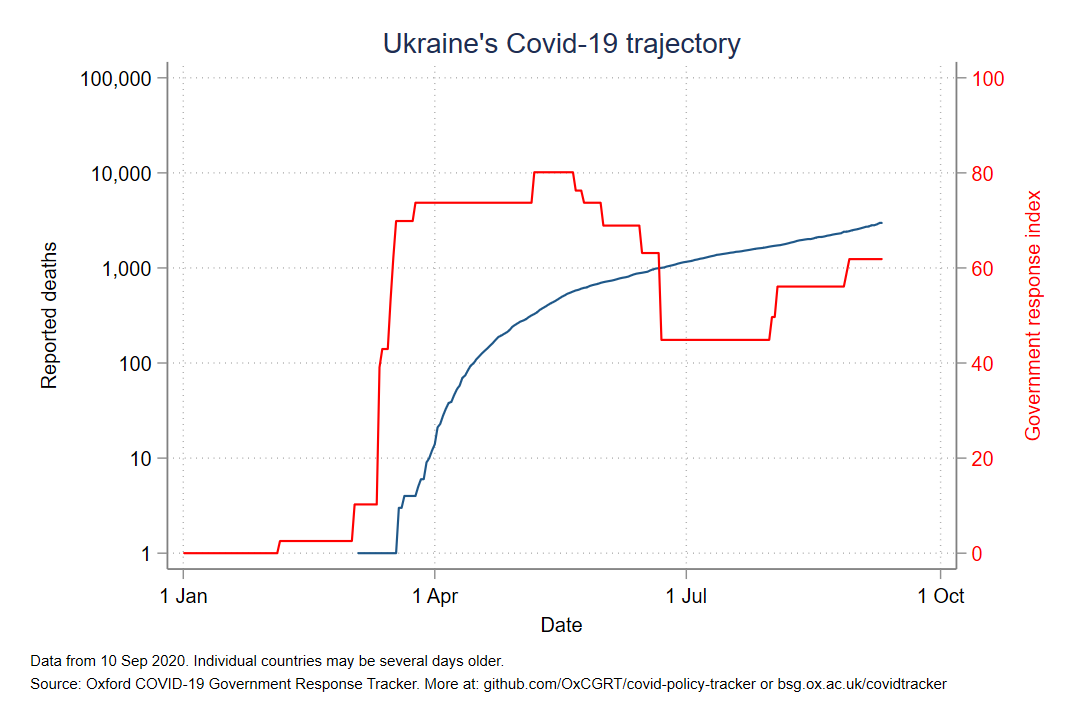 Ukraine's Covid-19 trajectory
100,000
10,000
1,000
100
10
1
Reported deaths
100
80
60
40
20
0
Government response index
1 Jan
1 Apr
1 Jul
1 Oct
Date
Data from 10 Sep 2020. Individual countries may be several days older.
Source: Oxford COVID-19 Government Response Tracker. More at: github.com/OxCGRT/covid-policy-tracker or bsg.ox.ac.uk/covidtracker